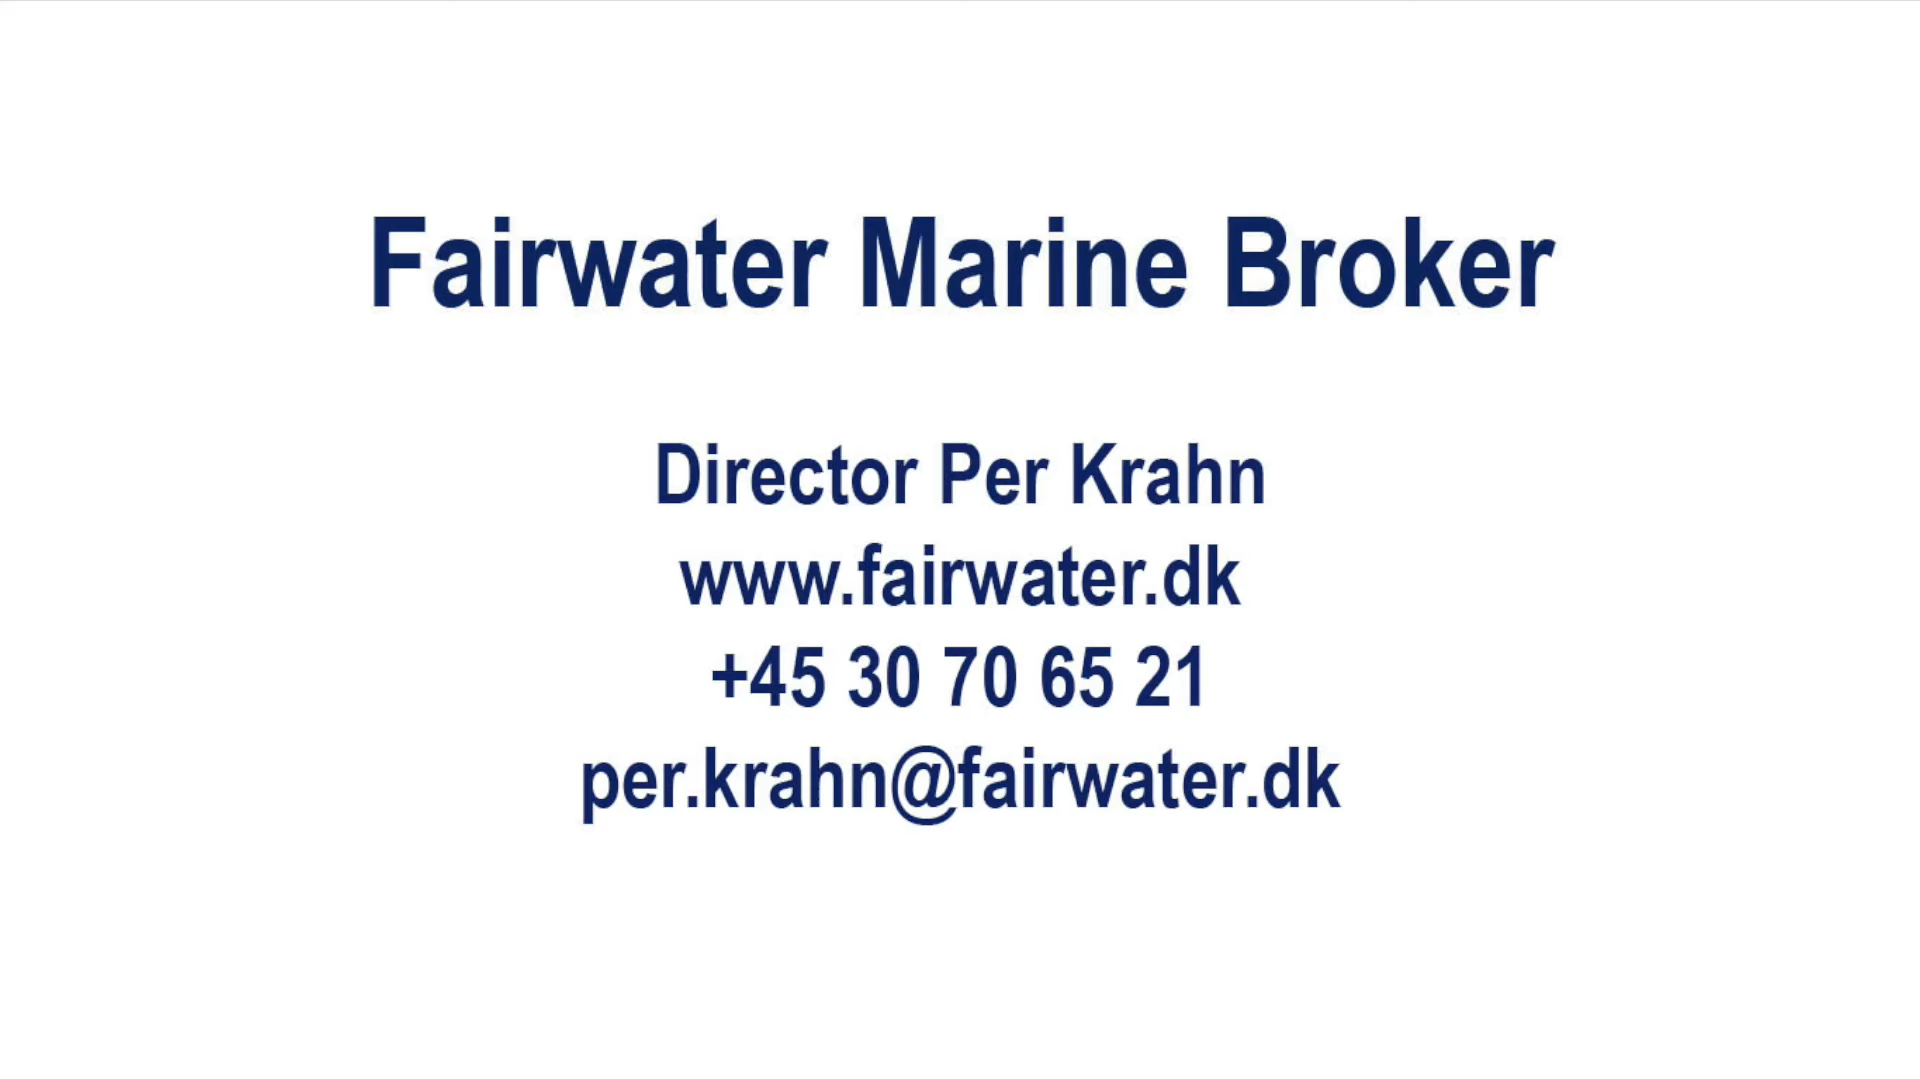 Fairwater Marine Broker
Director Per Krahn
www.fairwater.dk
+45 30 70 65 21
per.krahn@fairwater.dk